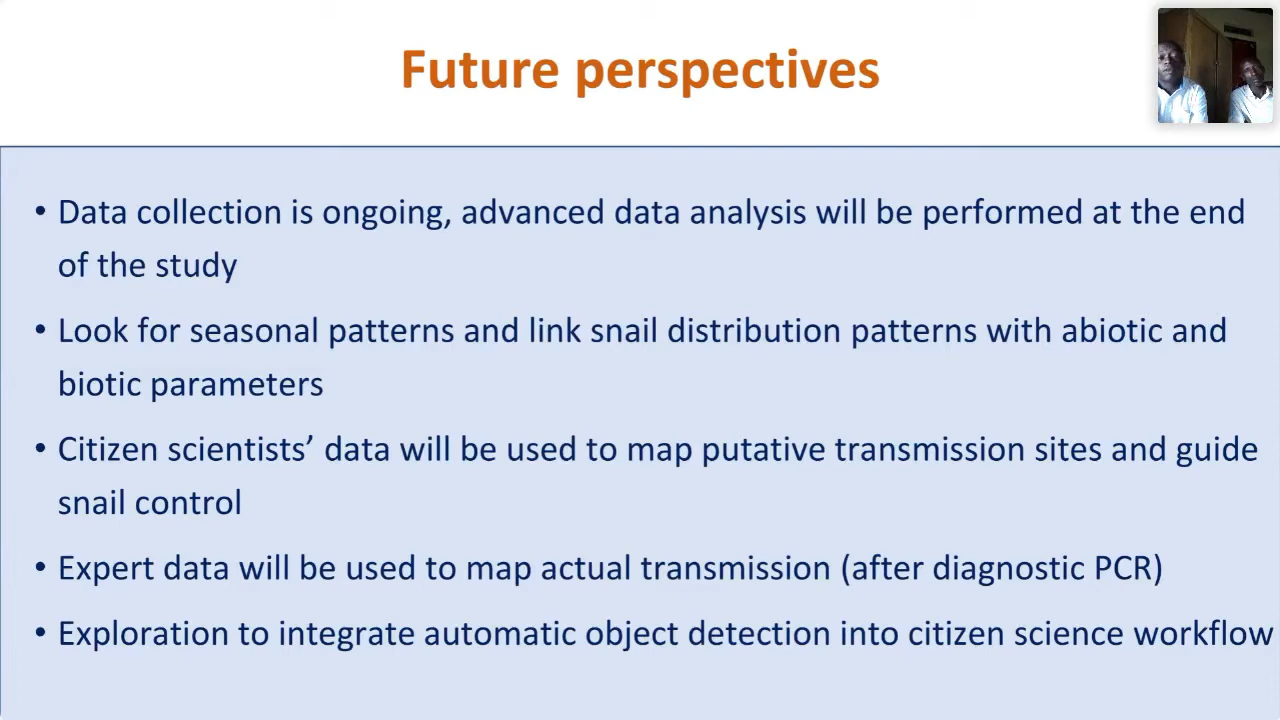 Future perspectives
• Data collection is ongoing, advanced data analysis will be performed at the end
of the study
• Look for seasonal patterns and link snail distribution patterns with abiotic and
biotic parameters
• Citizen scientists’ data will be used to map putative transmission sites and guide
snail control
• Expert data will be used to map actual transmission (after diagnostic PCR)
• Exploration to integrate automatic object detection into citizen science workflow